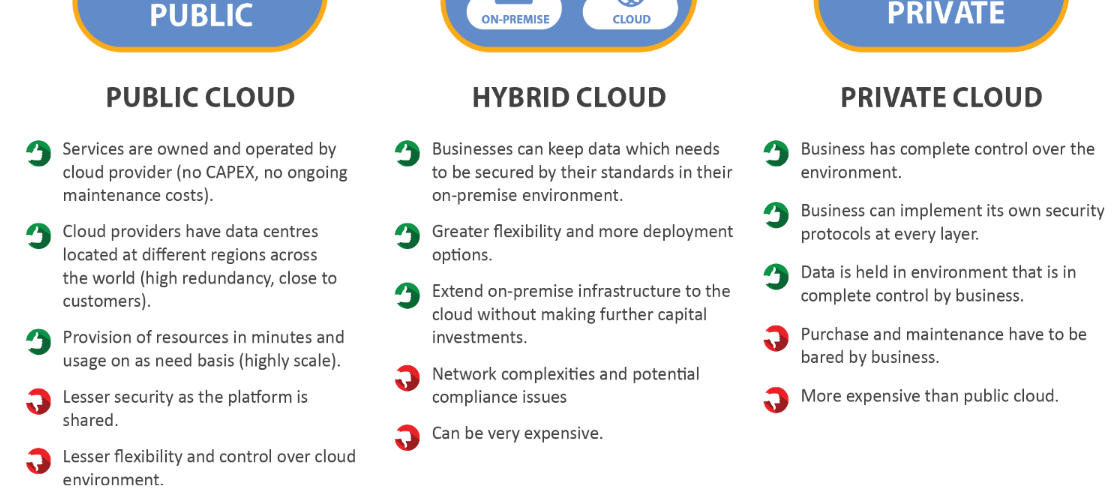 PUBLIC
ON-PREMISE
CLOUD
PRIVATE
PUBLIC CLOUD
Services are owned and operated by
cloud provider (no CAPEX, no ongoing
maintenance costs).
Cloud providers have data centres
located at different regions across
the world (high redundancy, close to
customers).
Provision of resources in minutes and
usage on as need basis (highly scale).
Lesser security as the platform is
shared.
Lesser flexibility and control over cloud
environment.
HYBRID CLOUD
Businesses can keep data which needs
to be secured by their standards in their
on-premise environment.
Greater flexibility and more deployment
options.
Extend on-premise infrastructure to the
cloud without making further capital
investments.
Network complexities and potential
compliance issues
Can be very expensive.
PRIVATE CLOUD
Business has complete control over the
environment.
Business can implement its own security
protocols at every layer.
Data is held in environment that is in
complete control by business.
Purchase and maintenance have to be
bared by business.
More expensive than public cloud.